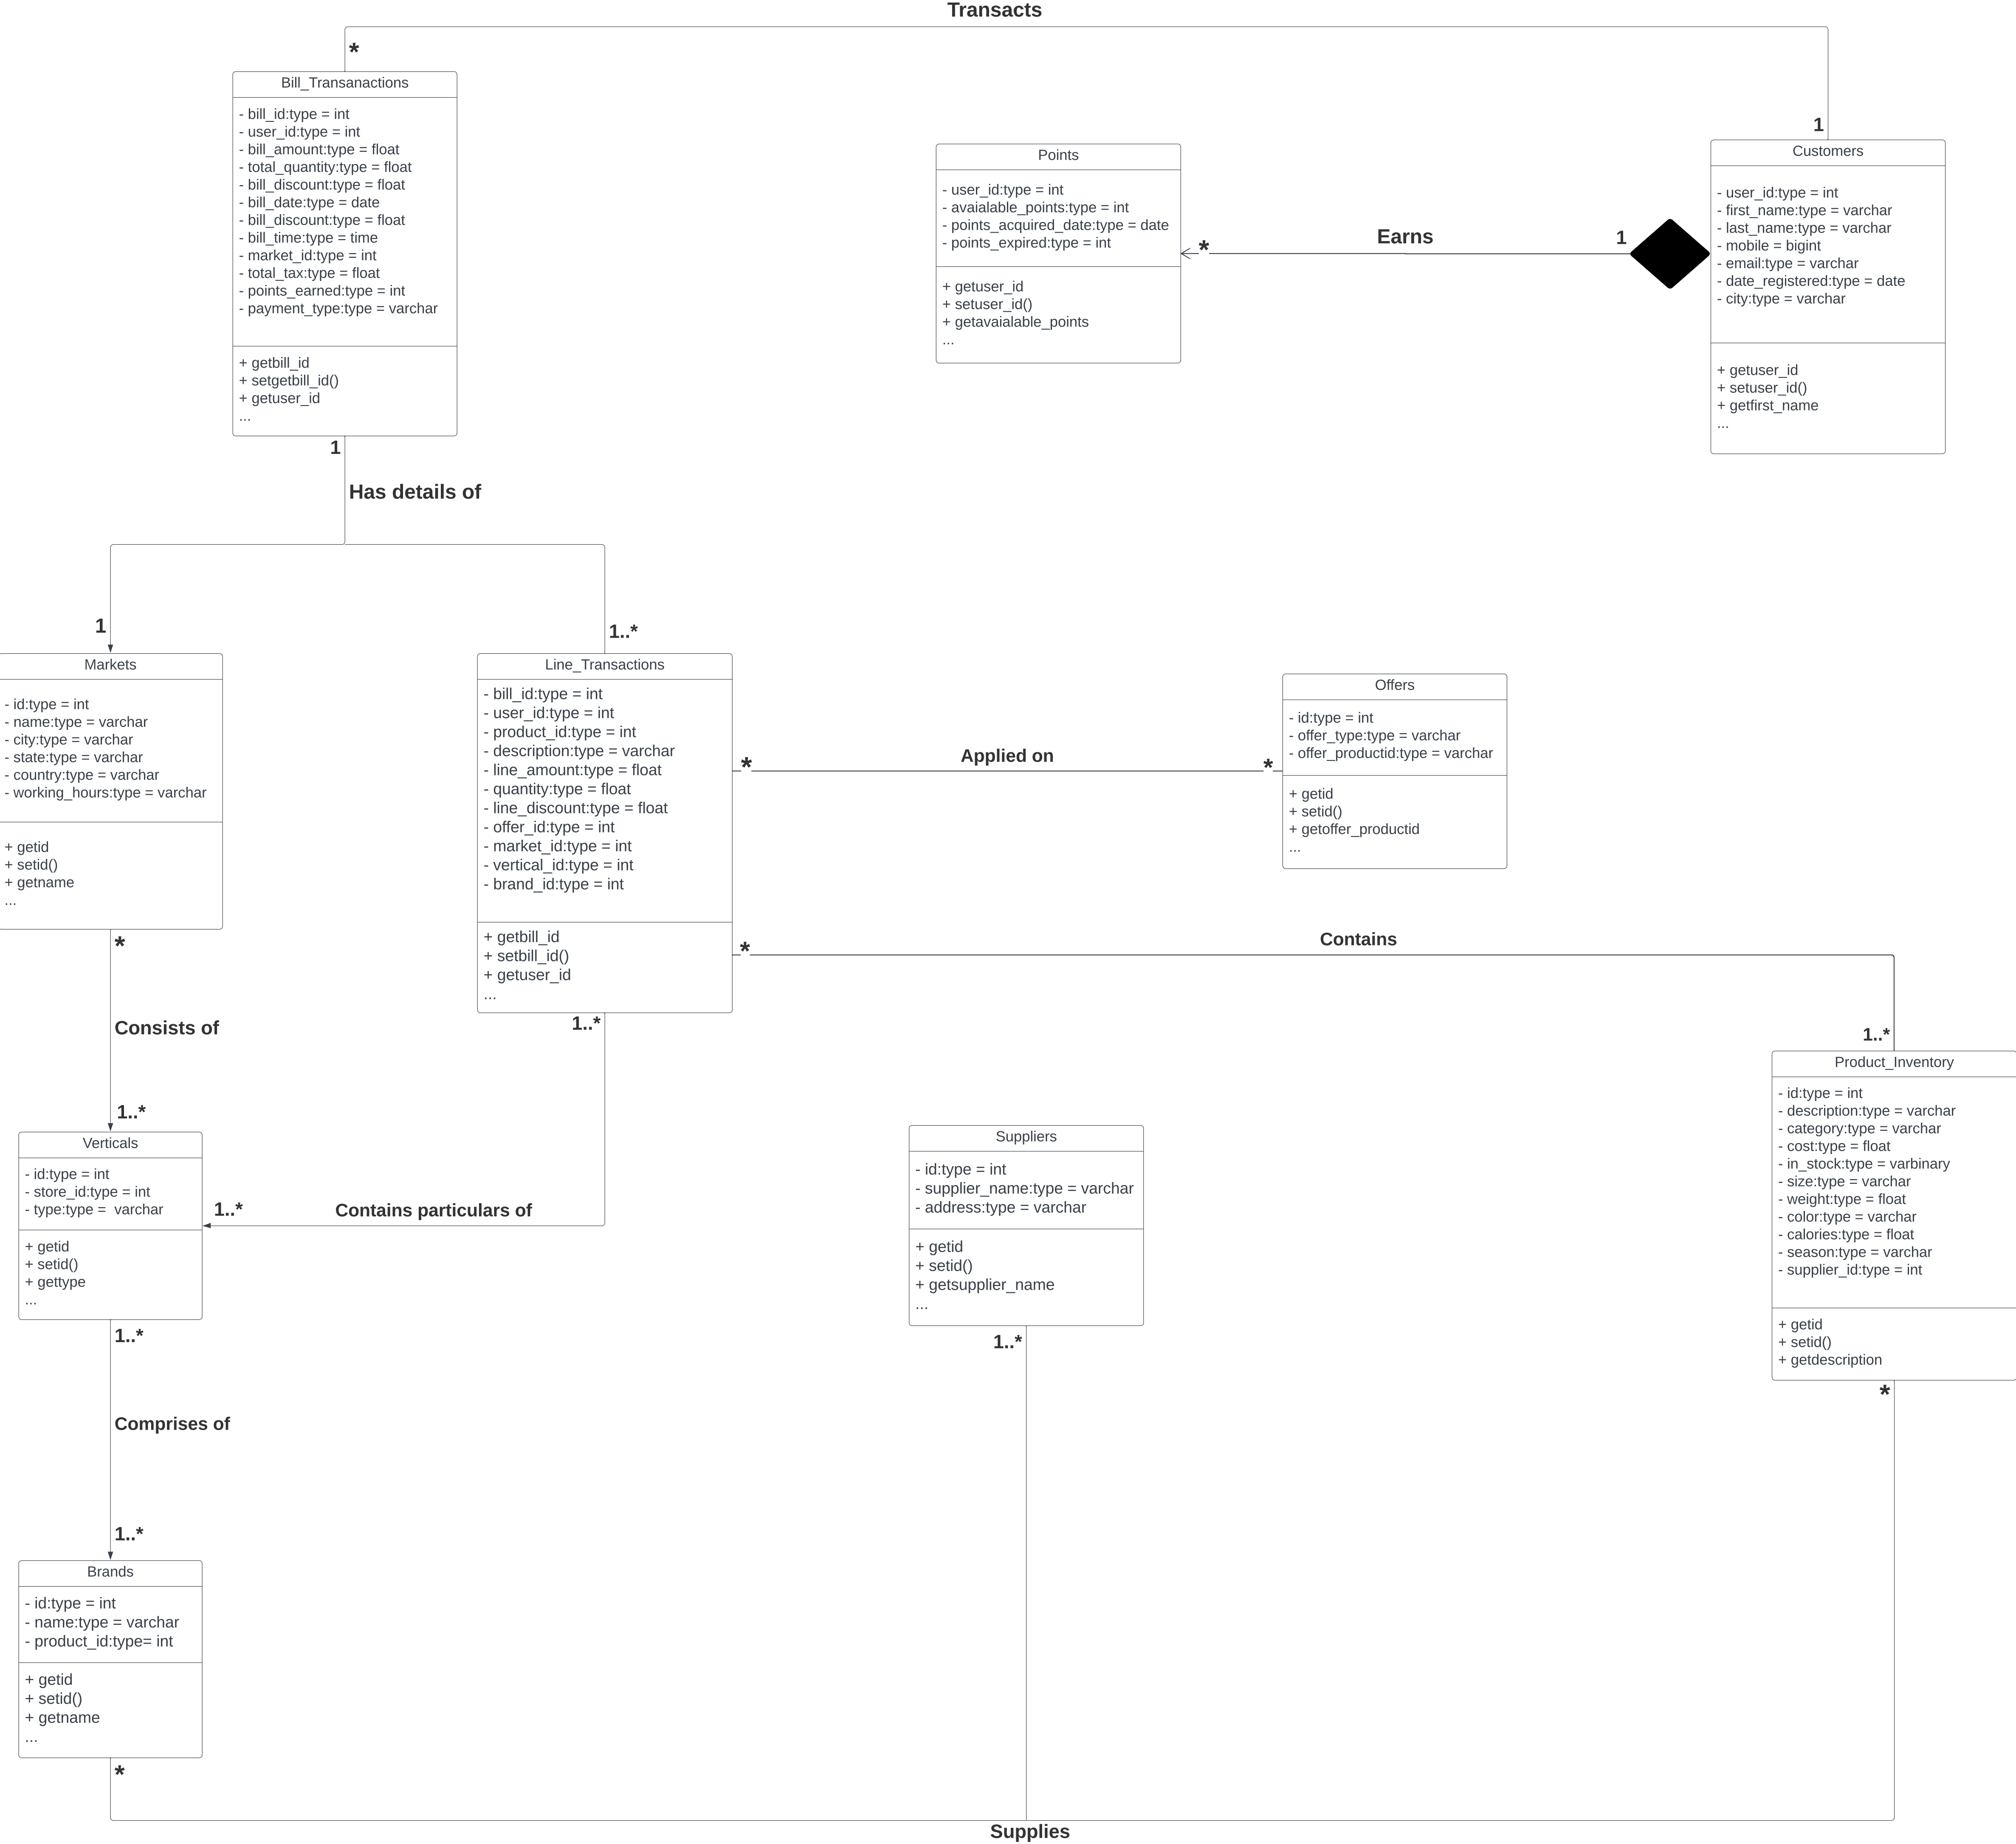 Transacts
*
Bill_Transanactions
- bill_id:type = int
- user_id:type = int
- bill_amount:type = float
- total_quantity:type = float
- bill_discount:type = float
- bill_date:type = date
- bill_discount:type = float
- bill_time:type = time
- market_id:type = int
- total_tax:type = float
- points_earned:type = int
- payment_type:type = varchar
+ getbill_id
+ setgetbill_id()
+ getuser_id
...
1
Points
- user_id:type = int
- avaialable_points:type = int
- points_acquired_date:type = date
- points_expired:type = int
+ getuser_id
+ setuser_id()
+ getavaialable_points
...
*
Earns
1
1
Customers
- user_id:type = int
- first_name:type = varchar
- last_name:type = varchar
- mobile = bigint
- email:type = varchar
- date_registered:type = date
- city:type = varchar
+ getuser_id
+ setuser_id()
+ getfirst_name
...
Has details of
1
1..*
Markets
- id:type = int
- name:type = varchar
- city:type = varchar
- state:type = varchar
- country:type = varchar
- working_hours:type = varchar
+ getid
+ setid()
+ getname
...
*
Line_Transactions
- bill_id:type = int
- user_id:type = int
- product_id:type = int
- description:type = varchar
- line_amount:type = float
- quantity:type = float
- line_discount:type = float
- offer_id:type = int
- market_id:type = int
- vertical_id:type = int
- brand_id:type = int
+ getbill_id
+ setbill_id()
+ getuser_id
...
1..*
*
Applied on
*
Offers
- id:type = int
- offer_type:type = varchar
- offer_productid:type = varchar
+ getid
+ setid()
+ getoffer_productid
...
*
Contains
1..*
Consists of
1..*
Verticals
- id:type = int
- store_id:type = int
- type:type =  varchar
+ getid
+ setid()
+ gettype
...
1..*
1..*
Contains particulars of
Suppliers
- id:type = int
- supplier_name:type = varchar
- address:type = varchar
+ getid
+ setid()
+ getsupplier_name
...
1..*
Product_Inventory
- id:type = int
- description:type = varchar
- category:type = varchar
- cost:type = float
- in_stock:type = varbinary
- size:type = varchar
- weight:type = float
- color:type = varchar
- calories:type = float
- season:type = varchar
- supplier_id:type = int
+ getid
+ setid()
+ getdescription
*
Comprises of
1..*
Brands
- id:type = int
- name:type = varchar
- product_id:type= int
+ getid
+ setid()
+ getname
...
*
Supplies